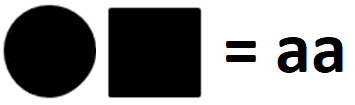 = aa